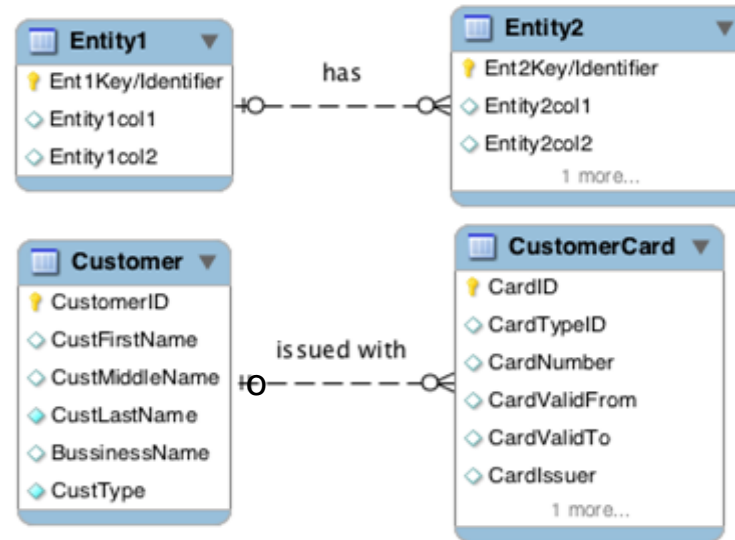 Entity1
Ent1Key/Identifier
Entity1col1
Entity1col2
has
Entity2
Ent2Key/Identifier
Entity2col1
Entity2col2
1 more...
Customer
CustomerID
CustFirstName
CustMiddleName
CustLastName
BussinessName
CustType
issued with
CustomerCard
CardID
CardTypeID
CardNumber
CardValidFrom
CardValidTo
CardIssuer
1 more...